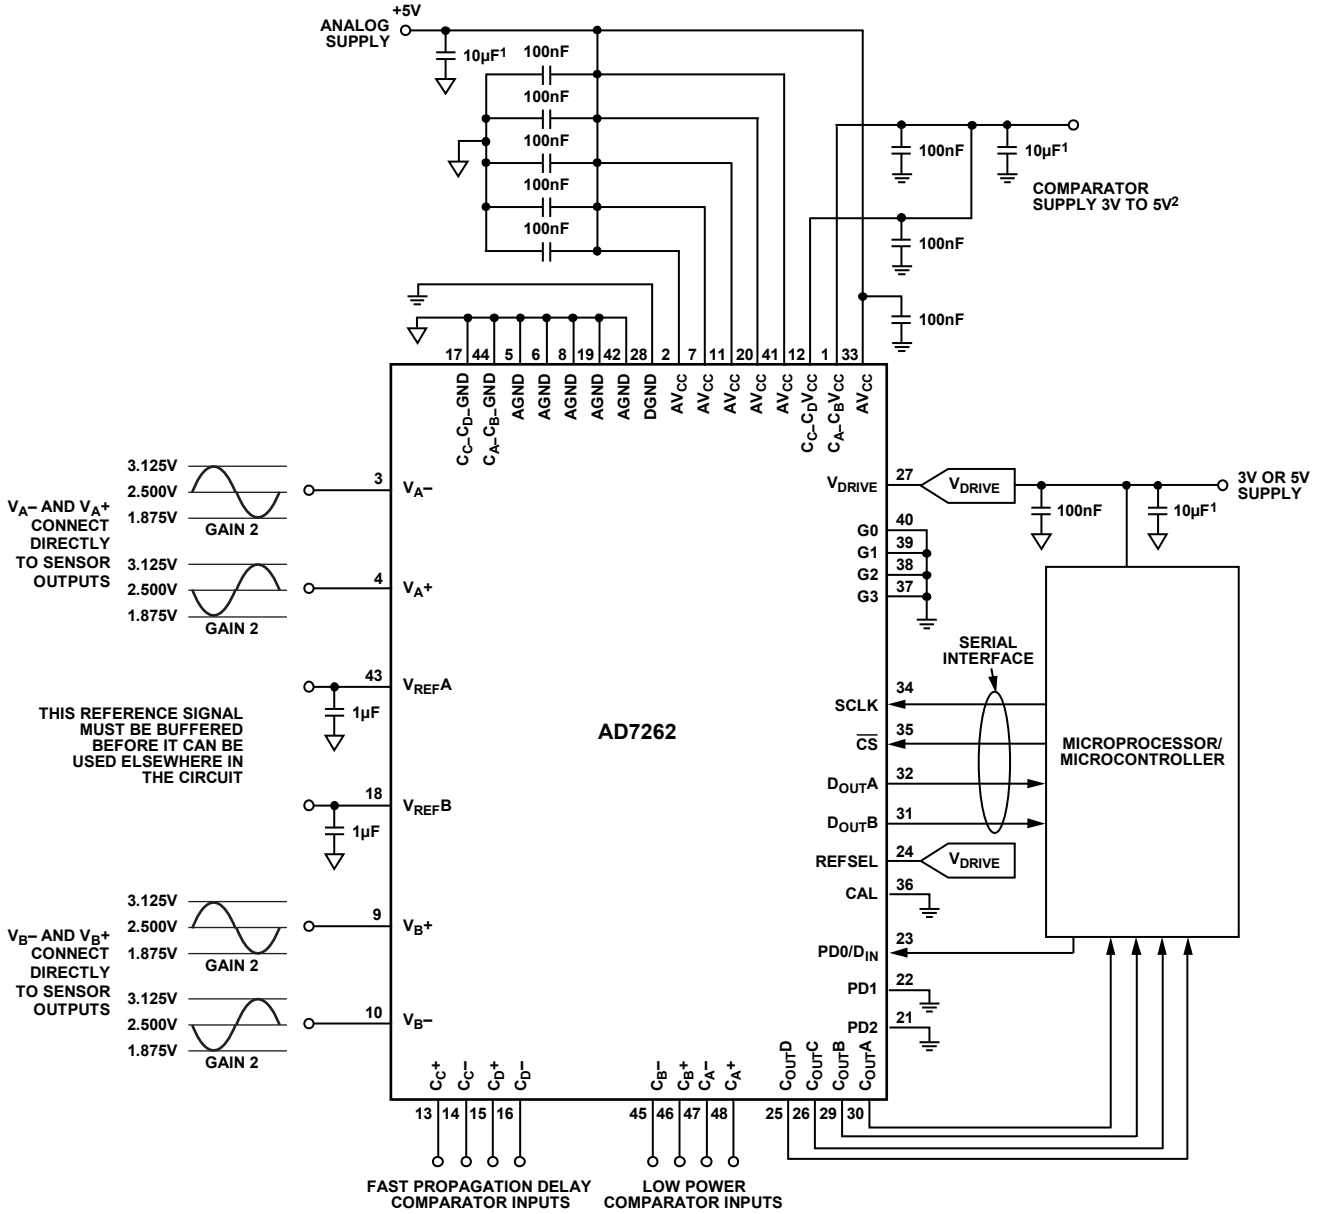 +5V
ANALOG
SUPPLY
10µF1
100nF
100nF
100nF
100nF
100nF
100nF
10µF1
COMPARATOR
SUPPLY 3V TO 5V2
100nF
100nF
17 44 5 6 8 19 42 28 2 7 11 20 41 12 1 33
CC_CD_GND
CA_CB_GND
AGND
AGND
AGND
AGND
AGND
DGND
AVCC
AVCC
AVCC
AVCC
AVCC
CC_CDVCC
CA_CBVCC
AVCC
3.125V
2.500V
1.875V
GAIN 2
3
VA–
VA– AND VA+
CONNECT
DIRECTLY
TO SENSOR
OUTPUTS
3.125V
2.500V
1.875V
GAIN 2
4
VA+
43
VREFA
1µF
THIS REFERENCE SIGNAL
MUST BE BUFFERED
BEFORE IT CAN BE
USED ELSEWHERE IN
THE CIRCUIT
18
VREFB
1µF
AD7262
3.125V
2.500V
1.875V
GAIN 2
9
VB+
VB– AND VB+
CONNECT
DIRECTLY
TO SENSOR
OUTPUTS
3.125V
2.500V
1.875V
GAIN 2
10
VB–
VDRIVE
27
VDRIVE
3V OR 5V
SUPPLY
100nF
10µF1
G0
40
G1
39
G2
38
G3
37
SERIAL
INTERFACE
SCLK
34
CS
35
DOUTA
32
DOUTB
31
MICROPROCESSOR/
MICROCONTROLLER
REFSEL
24
VDRIVE
CAL
36
PD0/DIN
23
PD1
22
PD2
21
CC+
CC–
CD+
CD–
CB–
CB+
CA–
CA+
COUTD
COUTC
COUTB
COUTA
13 14 15 16 45 46 47 48 25 26 29 30
FAST PROPAGATION DELAY
COMPARATOR INPUTS
LOW POWER
COMPARATOR INPUTS